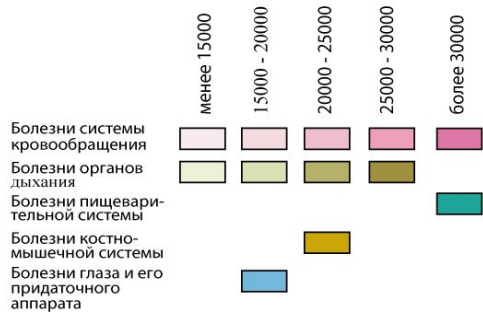 менее 15000
15000 - 20000
20000 - 25000
25000 - 30000
более 30000
Болезни системы
кровообращения
Болезни органов
дыхания
Болезни пищевари-
тельной системы
Болезни костно-
мышечной системы
Болезни глаза и его
придаточного
аппарата